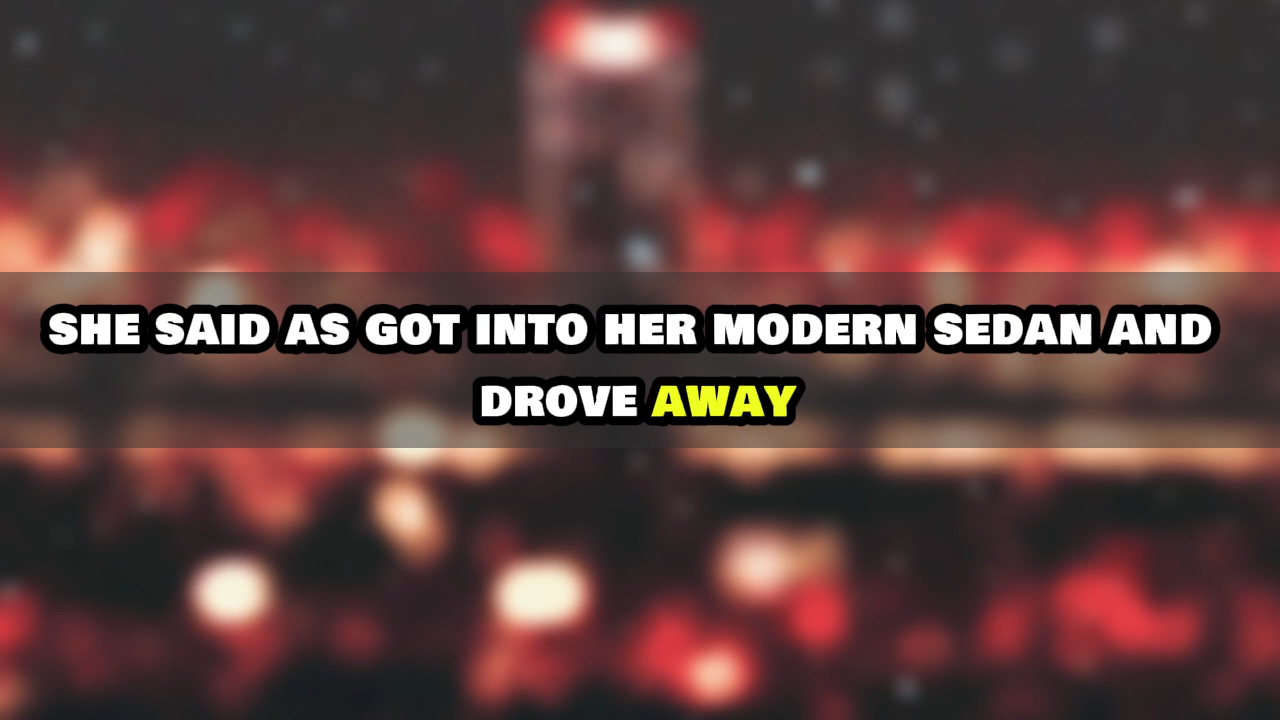 SHE SAID AS GOT INTO HER MODERN SEDAN AND
DROVE AWAY